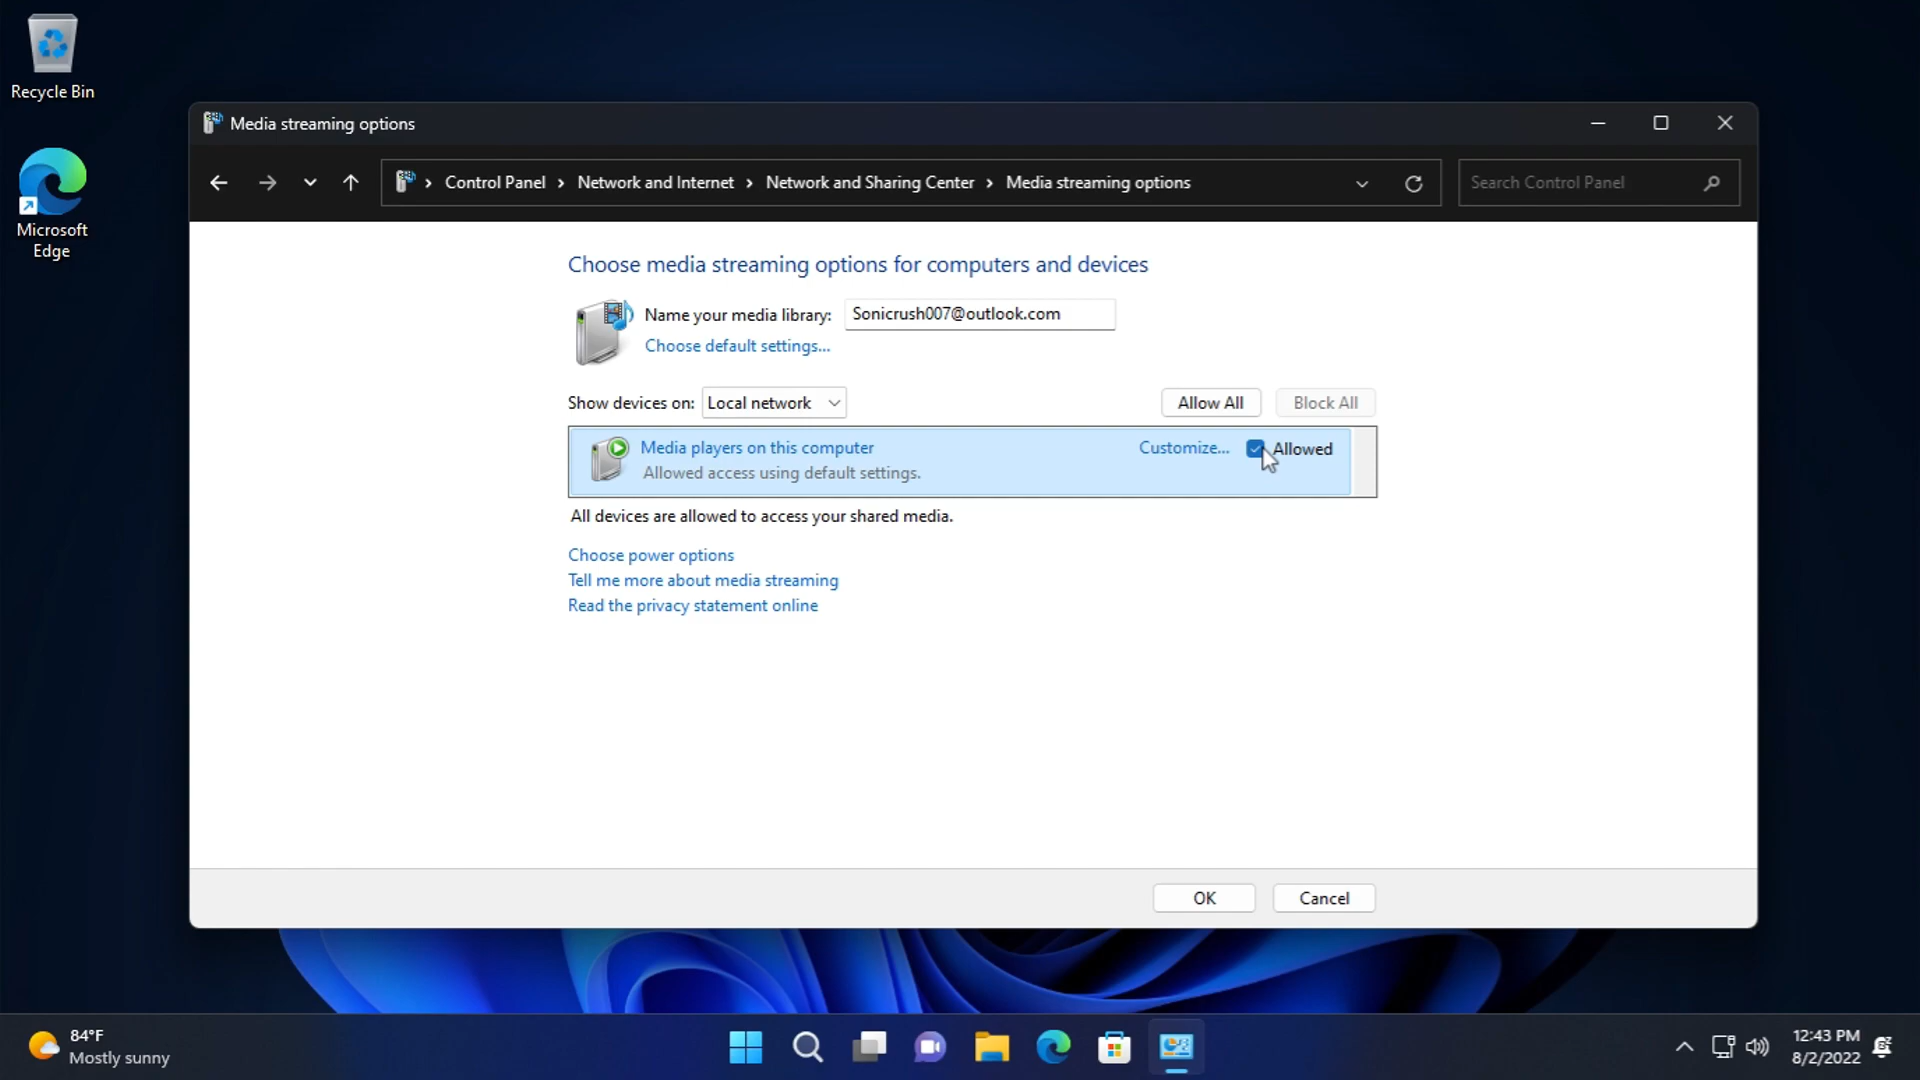 Recycle Bin
Microsoft
Edge
Media streaming options
Control Panel > Network and Internet > Network and Sharing Center > Media streaming options
Search Control Panel
Choose media streaming options for computers and devices
Name your media library: Sonicrush007@outlook.com
Choose default settings...
Show devices on: Local network
Allow All
Block All
Media players on this computer
Customize...
Allowed
Allowed access using default settings.
All devices are allowed to access your shared media.
Choose power options
Tell me more about media streaming
Read the privacy statement online
OK
Cancel
84°F
Mostly sunny
12:43 PM
8/2/2022